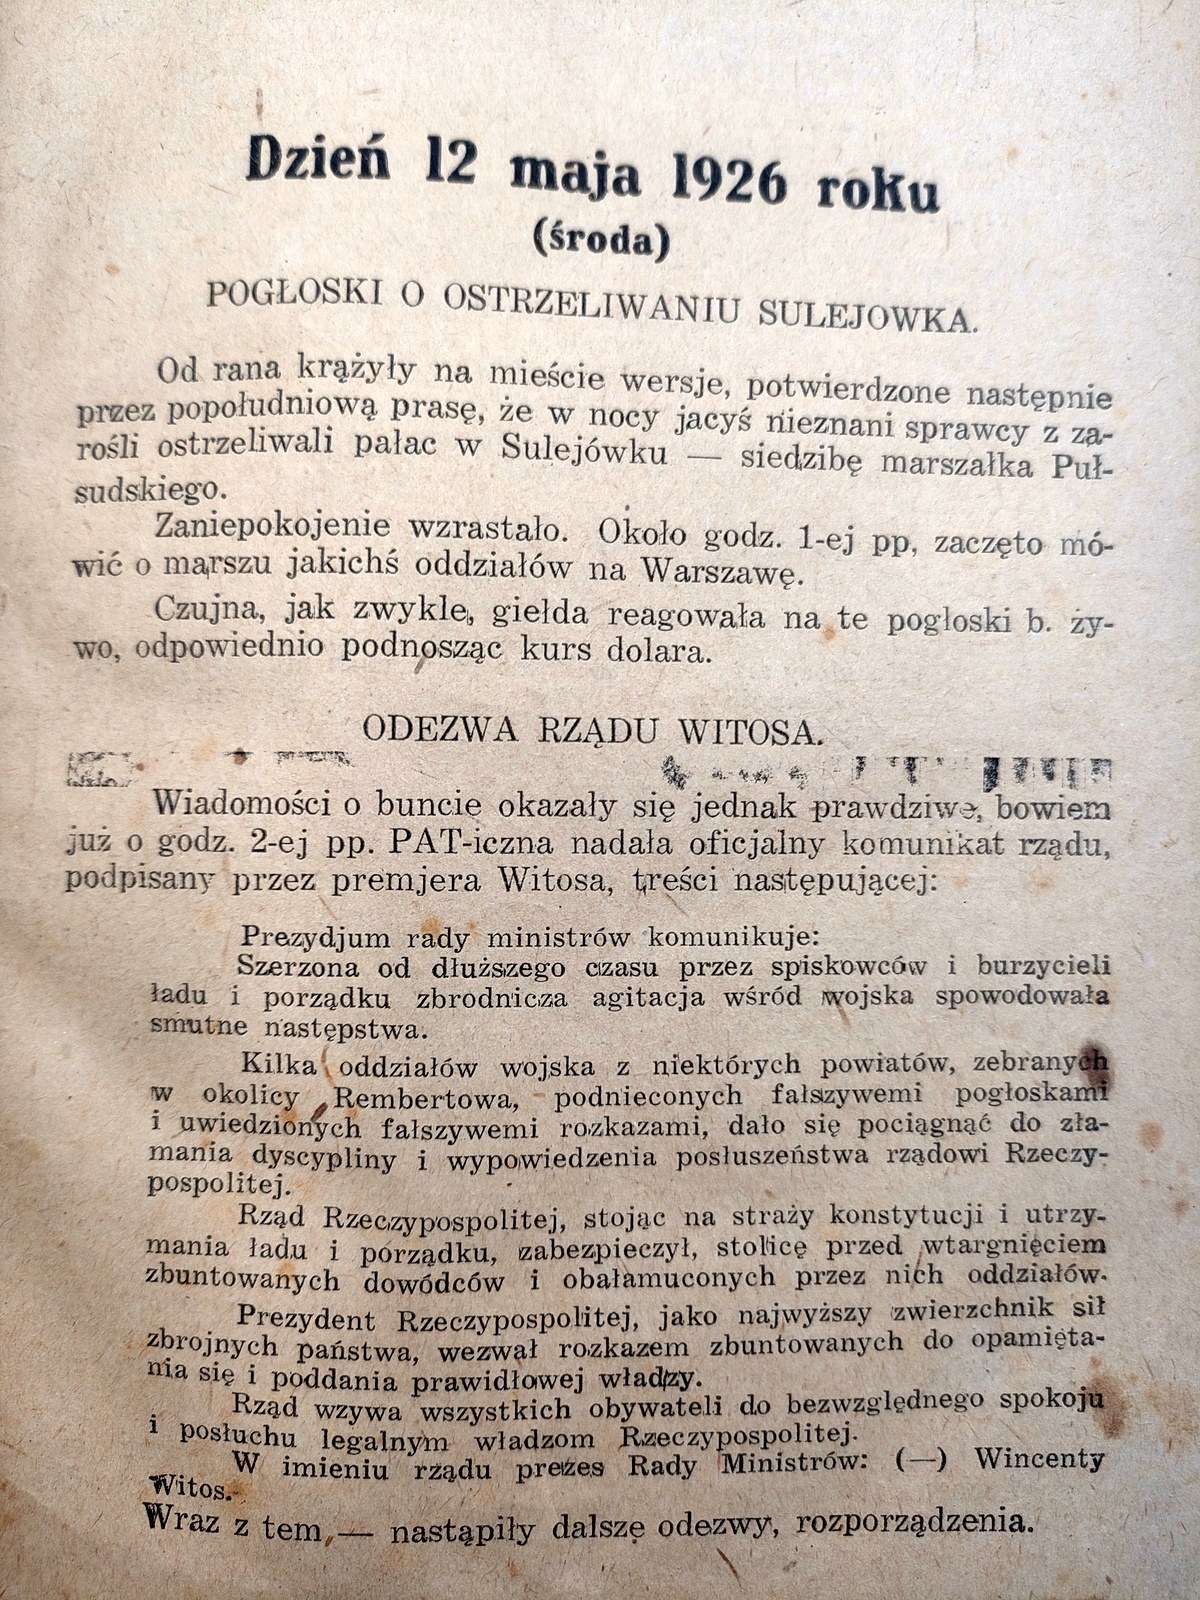 Dzień 12 maja 1926 roku
(środa)
POGŁOSKI O OSTRZELIWANIU SULEJOWKA.
Od rana krążyły na mieście wersje, potwierdzone następnie
przez popołudniową prasę, że w nocy jacyś nieznani sprawcy z za-
rośli ostrzeliwali pałac w Sulejówku — siedzibę marszałka Pił-
sudskiego.
Zaniepokojenie wzrastało. Około godz. 1-ej pp, zaczęto mó-
wić o marszu jakichś oddziałów na Warszawę.
Czujna, jak zwykle, giełda reagowała na te pogłoski b. ży-
wo, odpowiednio podnosząc kurs dolara.
ODEZWA RZĄDU WITOSA.
Wiadomości o buncie okazały się jednak prawdziwe, bowiem
już o godz. 2-ej pp. PAT-iczna nadała oficjalny komunikat rządu,
podpisany przez premjera Witosa, treści następującej:
Prezydjum rady ministrów komunikuje:
Szerzona od dłuższego czasu przez spiskowców i burzycieli
ładu i porządku zbrodnicza agitacja wśród wojska spowodowała
smutne następstwa.
Kilka oddziałów wojska z niektórych powiatów, zebranych
w okolicy Rembertowa, podnieconych fałszywemi pogłoskami
i uwiedzionych fałszywemi rozkazami, dało się pociągnąć do zła-
mania dyscypliny i wypowiedzenia posłuszeństwa rządowi Rzeczy-
pospolitej.
Rząd Rzeczypospolitej, stojąc na straży konstytucji i utrzy-
mania ładu i porządku, zabezpieczył, stolicę przed wtargnięciem
zbuntowanych dowódców i obałamuconych przez nich oddziałów.
Prezydent Rzeczypospolitej, jako najwyższy zwierzchnik sił
zbrojnych państwa, wezwał rozkazem zbuntowanych do opamięta-
nia się i poddania prawidłowej władzy.
Rząd wzywa wszystkich obywateli do bezwzględnego spokoju
i posłuchu legalnym władzom Rzeczypospolitej.
W imieniu rządu prezes Rady Ministrów: (—) Wincenty
Witos.
Wraz z tem, — nastąpiły dalsze odezwy, rozporządzenia.